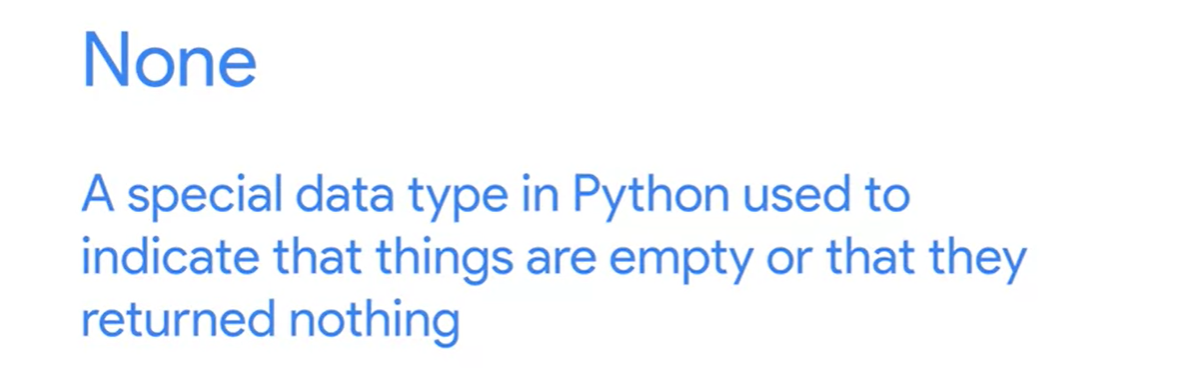 None
A special data type in Python used to
indicate that things are empty or that they
returned nothing